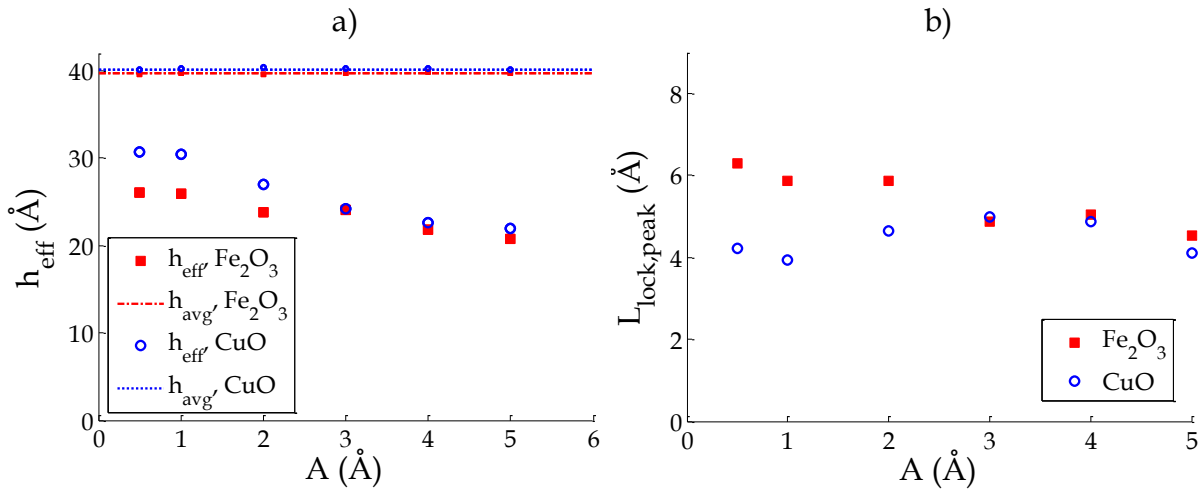 a)
40
30
20
10
0
h_eff (Å)
h_eff, Fe₂O₃
h_avg, Fe₂O₃
h_eff, CuO
h_avg, CuO
0 1 2 3 4 5 6
A (Å)
b)
8
6
4
2
0
L_lock,peak (Å)
Fe₂O₃
CuO
0 1 2 3 4 5
A (Å)